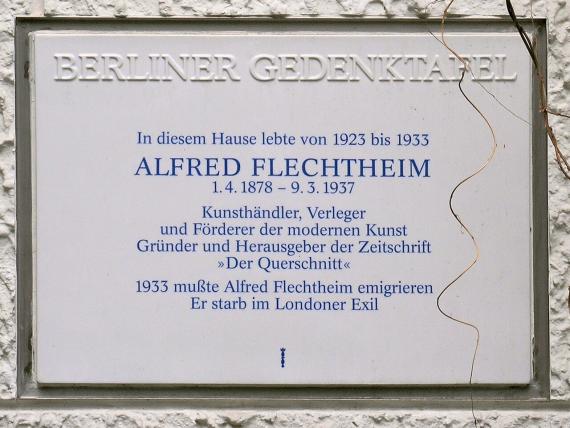 BERLINER GEDENKTAFEL
In diesem Hause lebte von 1923 bis 1933
ALFRED FLECHTHEIM
1. 4. 1878 – 9. 3. 1937
Kunsthändler, Verleger
und Förderer der modernen Kunst
Gründer und Herausgeber der Zeitschrift
»Der Querschnitt«
1933 mußte Alfred Flechtheim emigrieren
Er starb im Londoner Exil